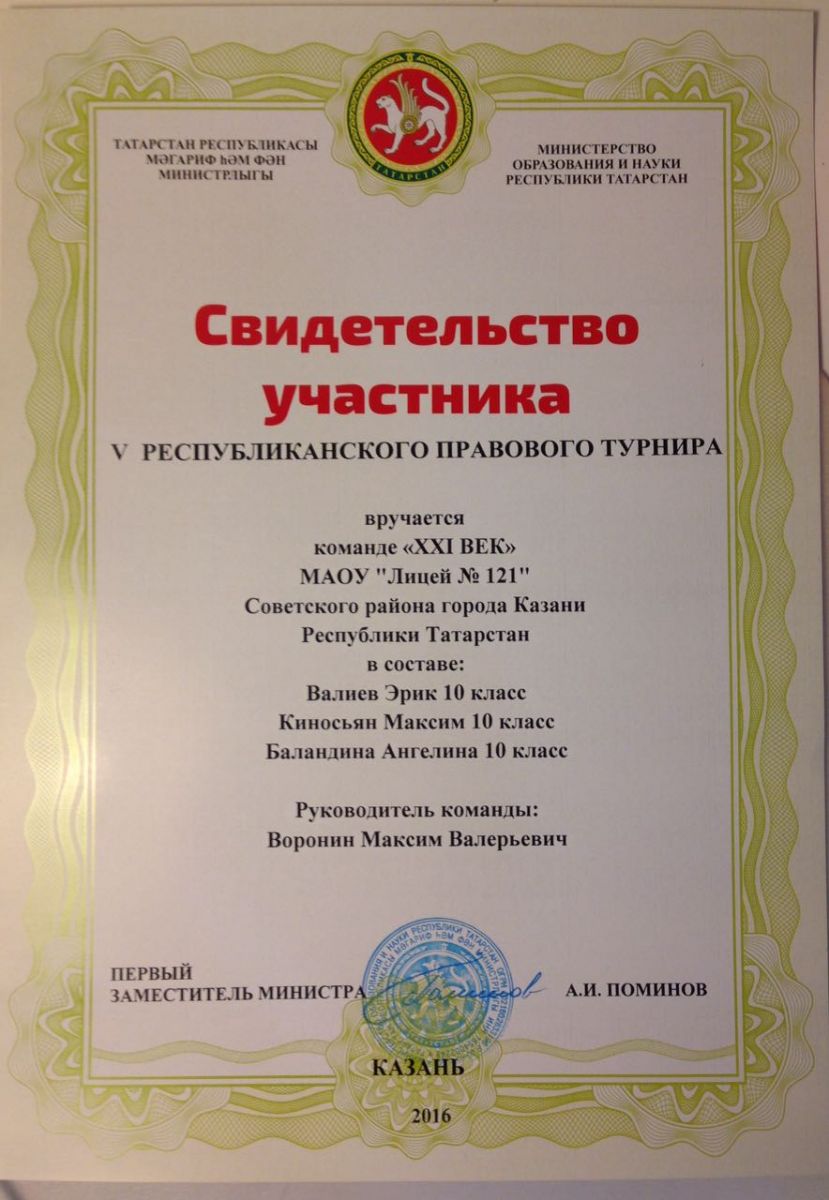 ТАТАРСТАН
ТАТАРСТАН РЕСПУБЛИКАСЫ
МӘГАРИФ ҺӘМ ФӘН
МИНИСТРЛЫГЫ
МИНИСТЕРСТВО
ОБРАЗОВАНИЯ И НАУКИ
РЕСПУБЛИКИ ТАТАРСТАН
Свидетельство
участника
V РЕСПУБЛИКАНСКОГО ПРАВОВОГО ТУРНИРА
вручается
команде «XXI ВЕК»
МАОУ "Лицей № 121"
Советского района города Казани
Республики Татарстан
в составе:
Валиев Эрик 10 класс
Киносьян Максим 10 класс
Баландина Ангелина 10 класс
Руководитель команды:
Воронин Максим Валерьевич
ПЕРВЫЙ
ЗАМЕСТИТЕЛЬ МИНИСТРА
А.И. ПОМИНОВ
КАЗАНЬ
2016